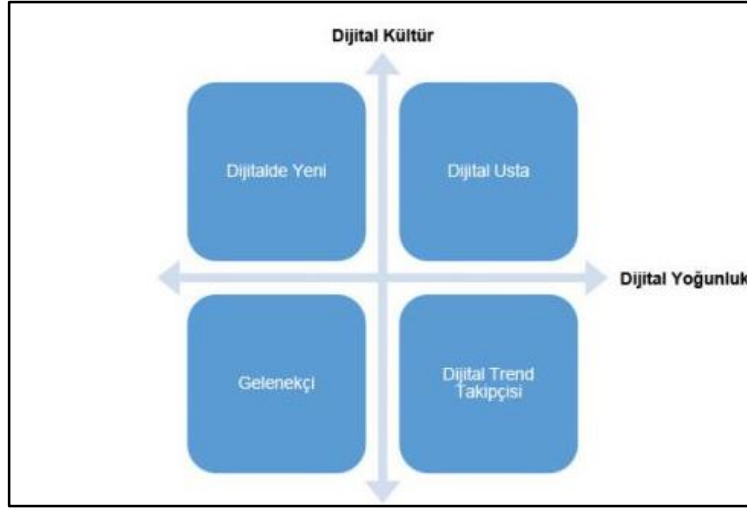 Dijital Kültür
Dijitalde Yeni
Dijital Usta
Dijital Yoğunluk
Gelenekçi
Dijital Trend
Takipçisi